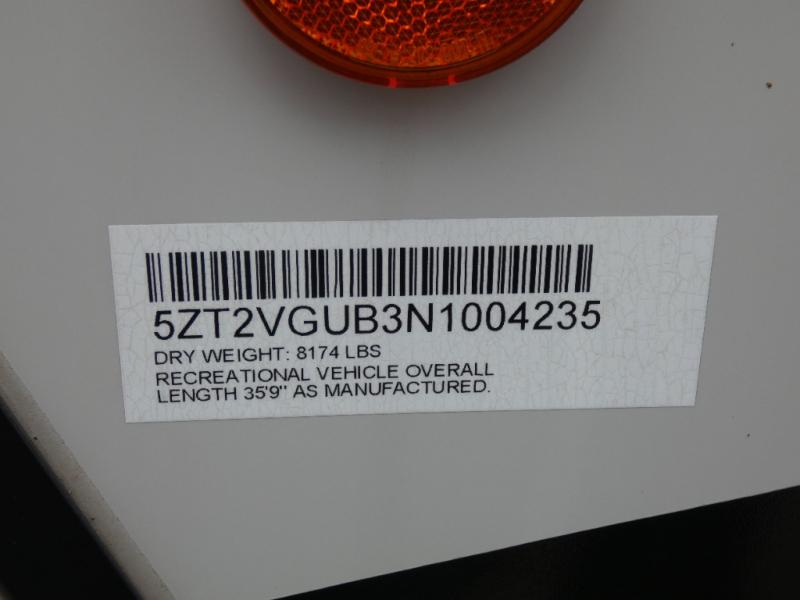 5ZT2VGUB3N1004235
DRY WEIGHT: 8174 LBS
RECREATIONAL VEHICLE OVERALL
LENGTH 35'9" AS MANUFACTURED.